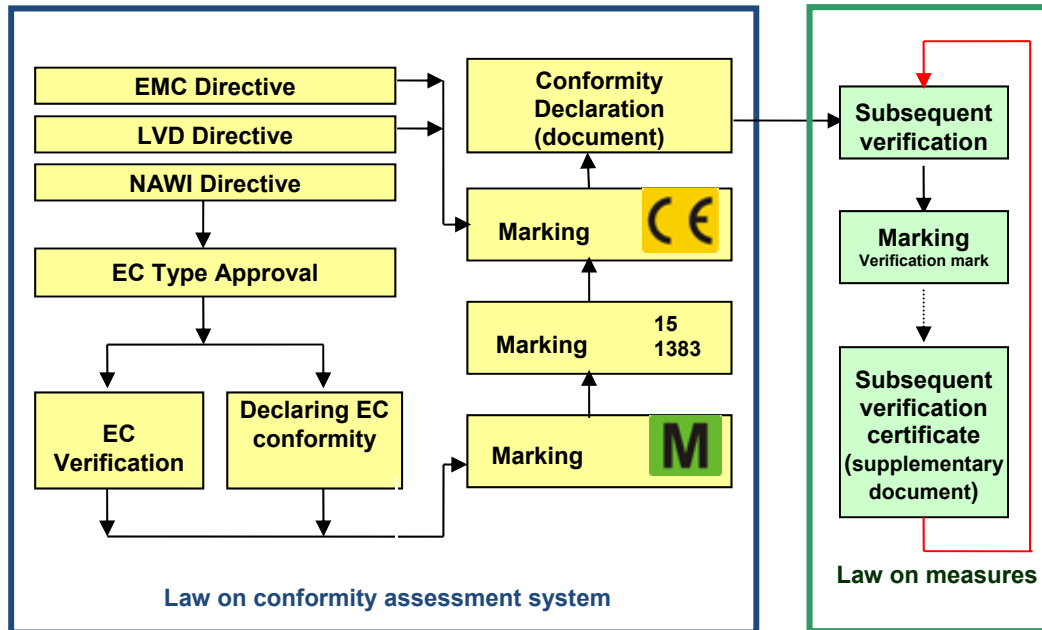 EMC Directive
LVD Directive
NAWI Directive
EC Type Approval
EC
Verification
Declaring EC
conformity
Conformity
Declaration
(document)
Marking CE
Marking 15
1383
Marking M
Law on conformity assessment system
Subsequent
verification
Marking
Verification mark
Subsequent
verification
certificate
(supplementary
document)
Law on measures